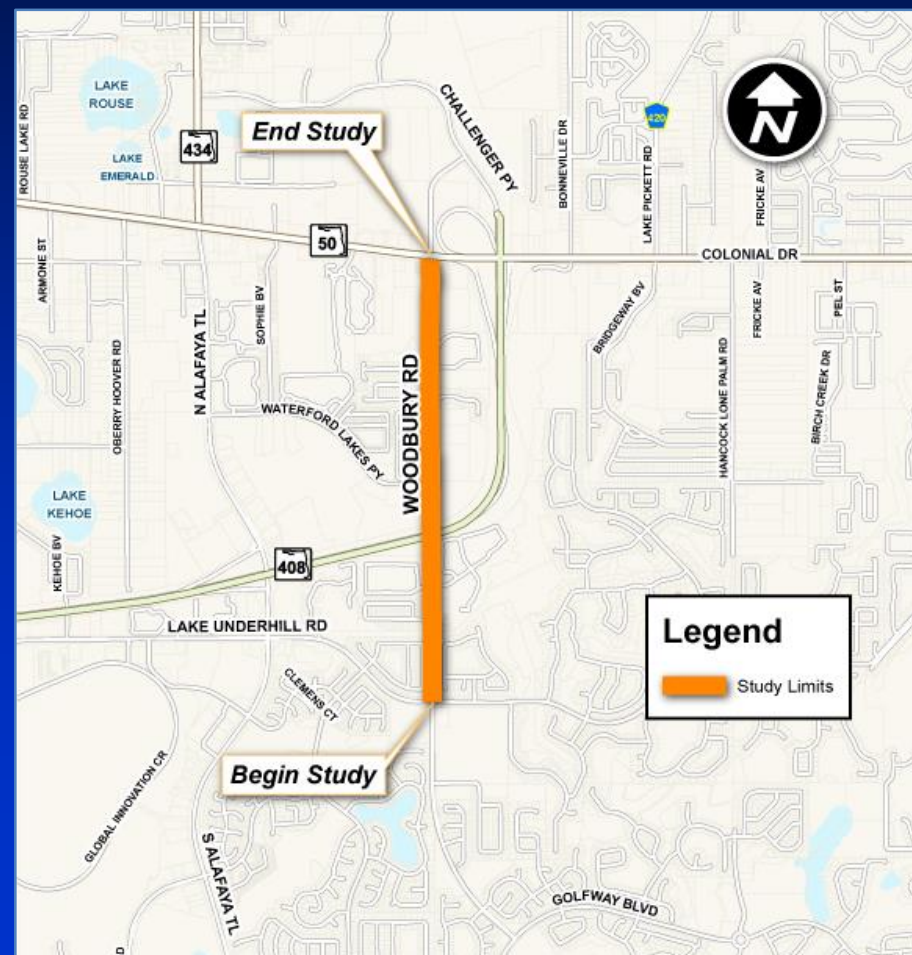 LAKE
ROUSE
ROUSE LAKE RD
LAKE
EMERALD
434
End Study
CHALLENGER PY
BONNEVILLE DR
420
LAKE PICKETT RD
FRICKE AV
N
50
COLONIAL DR
ARMONE ST
N ALAFAYA TL
SOPHIE BV
OBERRY HOOVER RD
WATERFORD LAKES PY
WOODBURY RD
BRIDGEWAY BV
HANCOCK LONE PALM RD
FRICKE AV
PEL ST
BIRCH CREEK DR
LAKE
KEHOE
KEHOE BV
408
LAKE UNDERHILL RD
CLEMENS CT
Legend
Study Limits
Begin Study
GLOBAL INNOVATION CR
S ALAFAYA TL
GOLFWAY BLVD
D